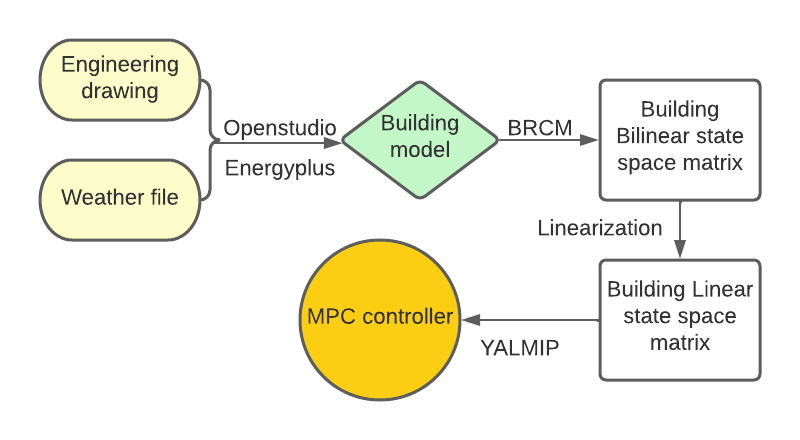 Engineering
drawing
Weather file
Openstudio
Energyplus
Building
model
BRCM
Building
Bilinear state
space matrix
Linearization
Building Linear
state space
matrix
YALMIP
MPC controller